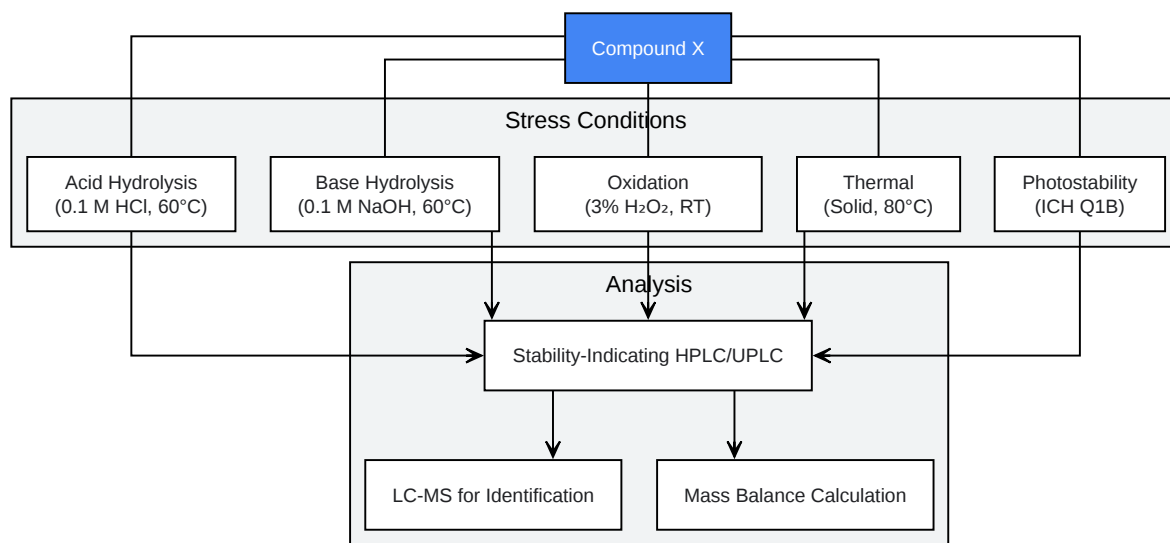 Compound X
Stress Conditions
Acid Hydrolysis
(0.1 M HCl, 60°C)
Base Hydrolysis
(0.1 M NaOH, 60°C)
Oxidation
(3% H₂O₂, RT)
Thermal
(Solid, 80°C)
Photostability
(ICH Q1B)
Analysis
Stability-Indicating HPLC/UPLC
LC-MS for Identification
Mass Balance Calculation